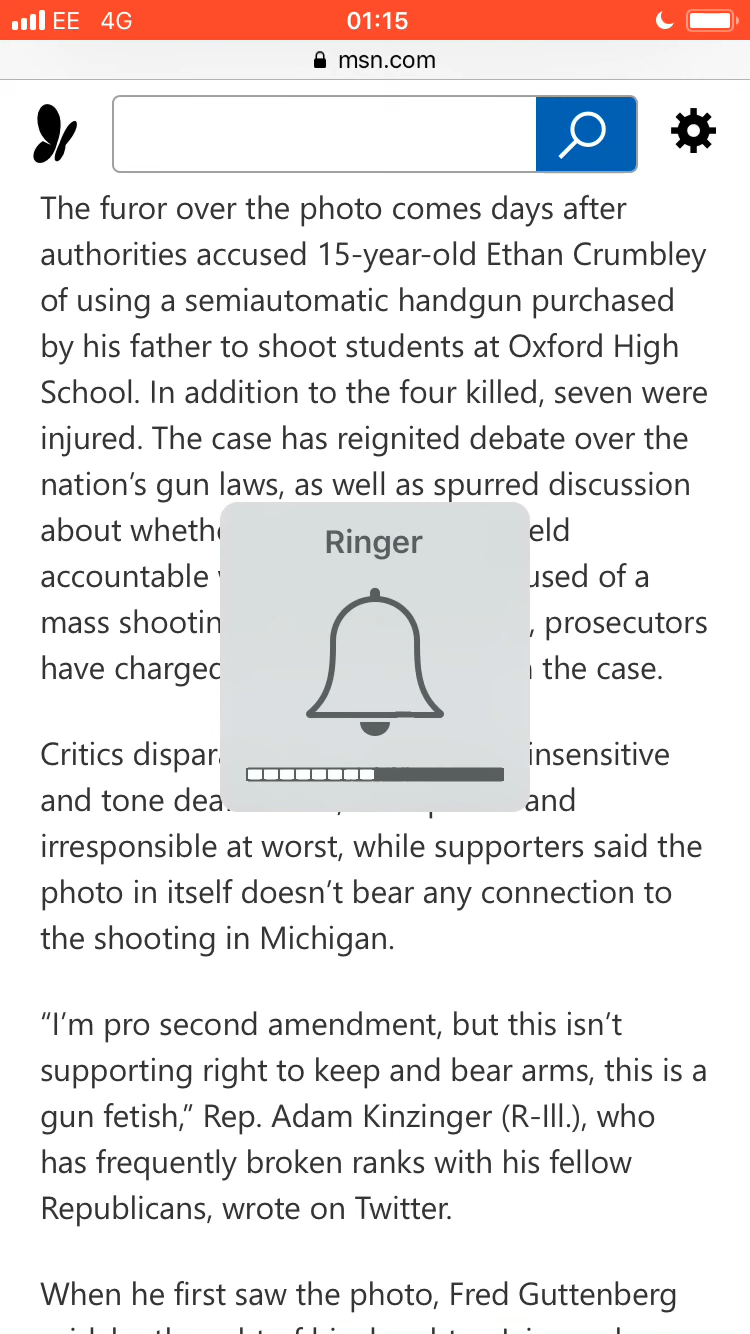 EE 4G 01:15
msn.com
The furor over the photo comes days after
authorities accused 15-year-old Ethan Crumbley
of using a semiautomatic handgun purchased
by his father to shoot students at Oxford High
School. In addition to the four killed, seven were
injured. The case has reignited debate over the
nation’s gun laws, as well as spurred discussion
about
Ringer
accountable of a
mass , prosecutors
have the case.
Critics insensitive
and tone and
irresponsible at worst, while supporters said the
photo in itself doesn’t bear any connection to
the shooting in Michigan.
“I’m pro second amendment, but this isn’t
supporting right to keep and bear arms, this is a
gun fetish,” Rep. Adam Kinzinger (R-Ill.), who
has frequently broken ranks with his fellow
Republicans, wrote on Twitter.
When he first saw the photo, Fred Guttenberg